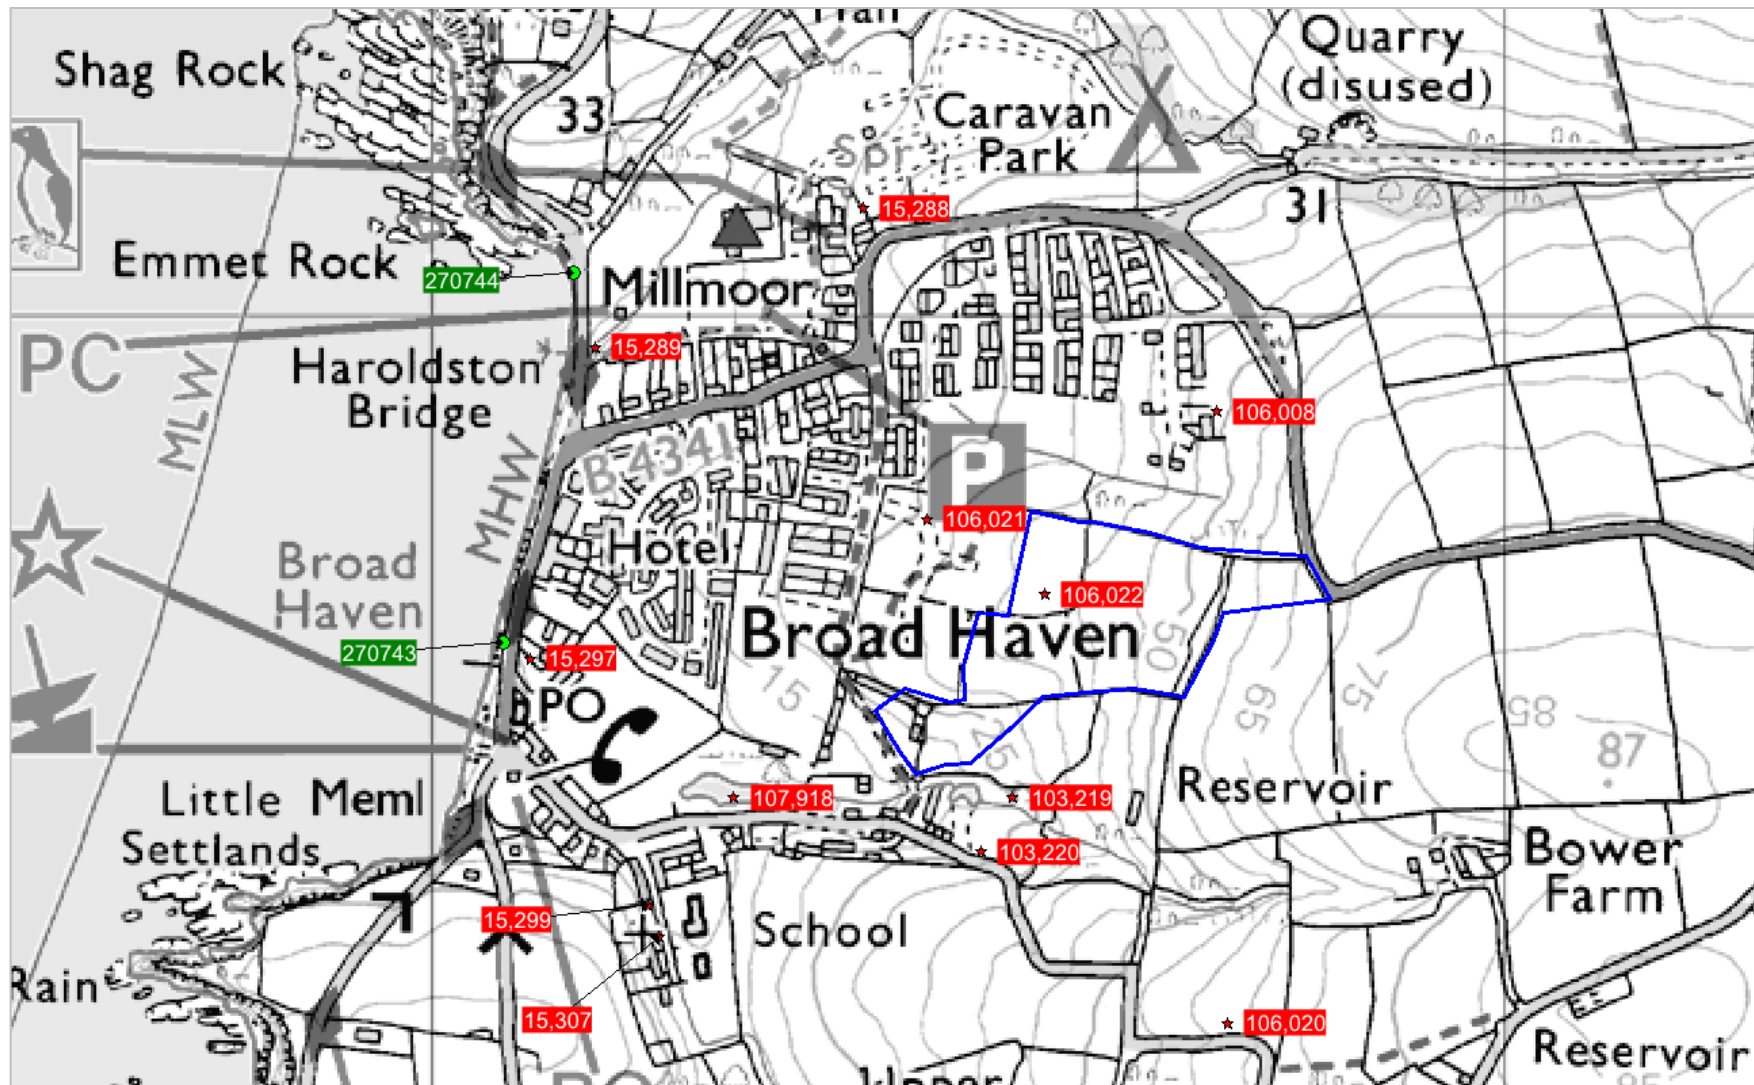 Quarry
(disused)
Shag Rock
33
Caravan
Park
Spr
31
15,288
Emmet Rock
270744
Millmoor
PC
15,289
Haroldston
Bridge
MLW
106,008
B 4341
MHW
P
106,021
Hotel
Broad
Haven
106,022
Broad Haven
50
270743
15,297
15
PO
65
75
85
25
87
Little Meml
Settlands
107,918
103,219
Reservoir
103,220
Bower
Farm
15,299
School
Rain
15,307
106,020
Reservoir